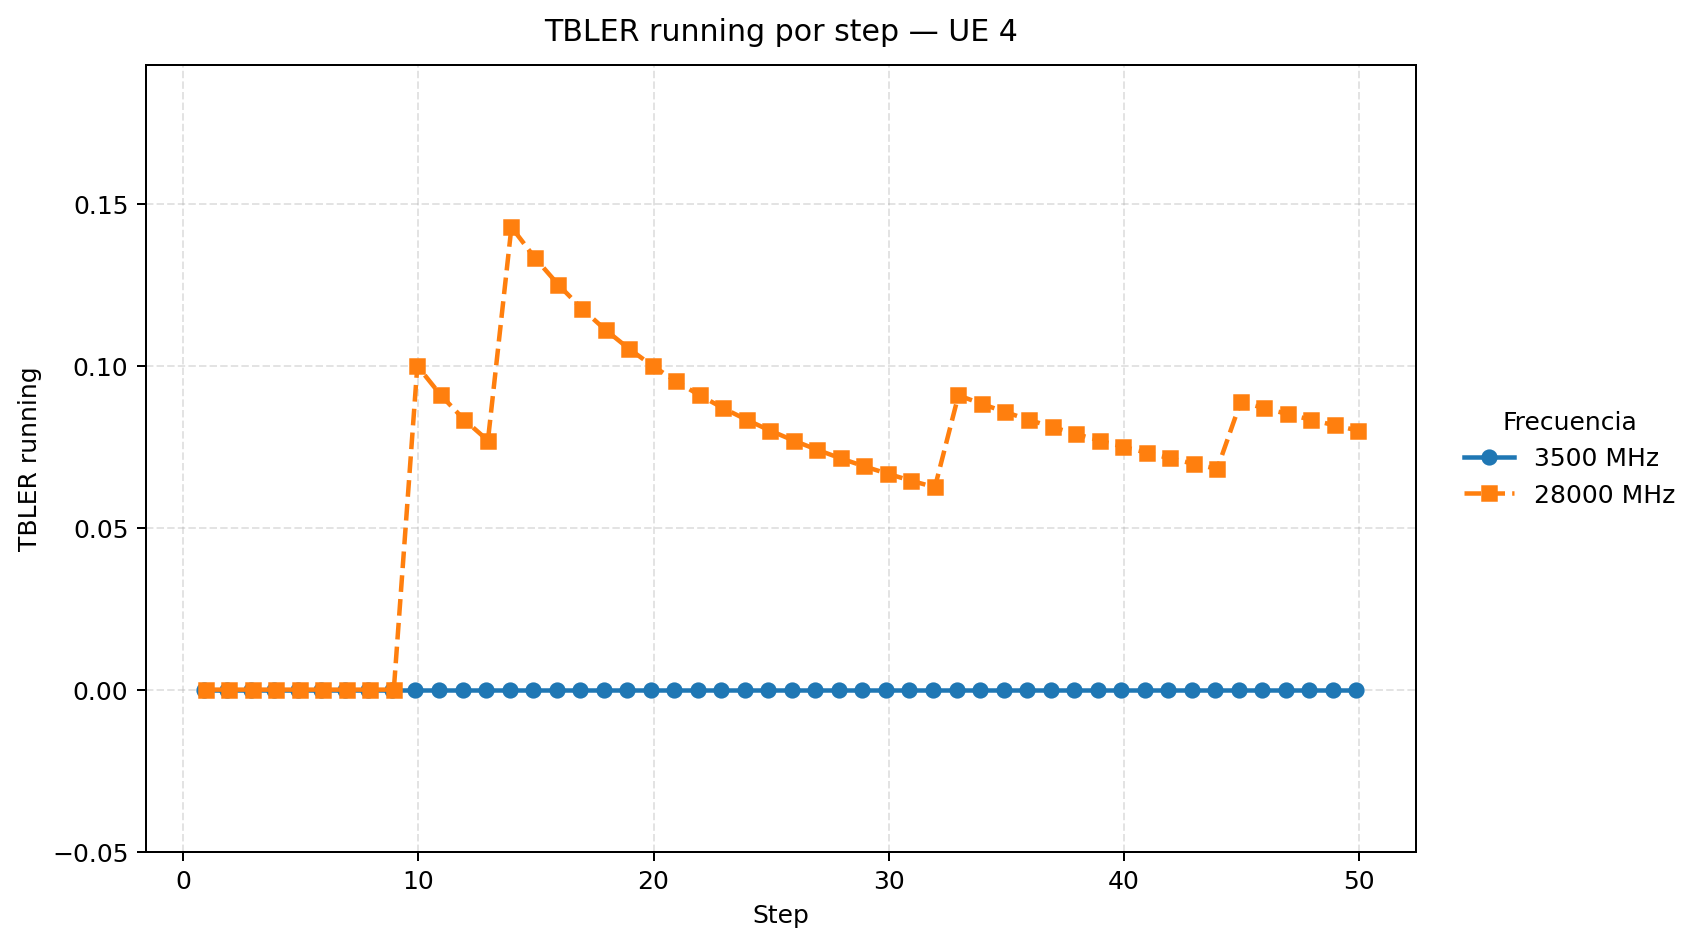 TBLER running por step — UE 4
TBLER running
0.15
0.10
0.05
0.00
−0.05
0
10
20
30
40
50
Step
Frecuencia
3500 MHz
28000 MHz